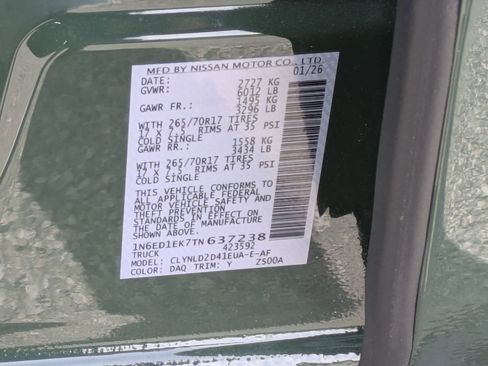 MFD BY NISSAN MOTOR CO., LTD
DATE: 01/26
GVWR: 2727 KG
6012 LB
GAWR FR.: 1495 KG
3296 LB
WITH 265/70R17 TIRES
17 X 7.5 RIMS AT 35 PSI
COLD SINGLE
GAWR RR.: 1558 KG
3434 LB
WITH 265/70R17 TIRES
17 X 7.5 RIMS AT 35 PSI
COLD SINGLE
THIS VEHICLE CONFORMS TO
ALL APPLICABLE FEDERAL
MOTOR VEHICLE SAFETY AND
THEFT PREVENTION
STANDARDS IN EFFECT ON
THE DATE OF MANUFACTURE
SHOWN ABOVE.
1N6ED1EK7TN637238
TRUCK 423592
MODEL: CLYNLD2D41EUA-E-AF
COLOR: DAQ TRIM: Y Z500A